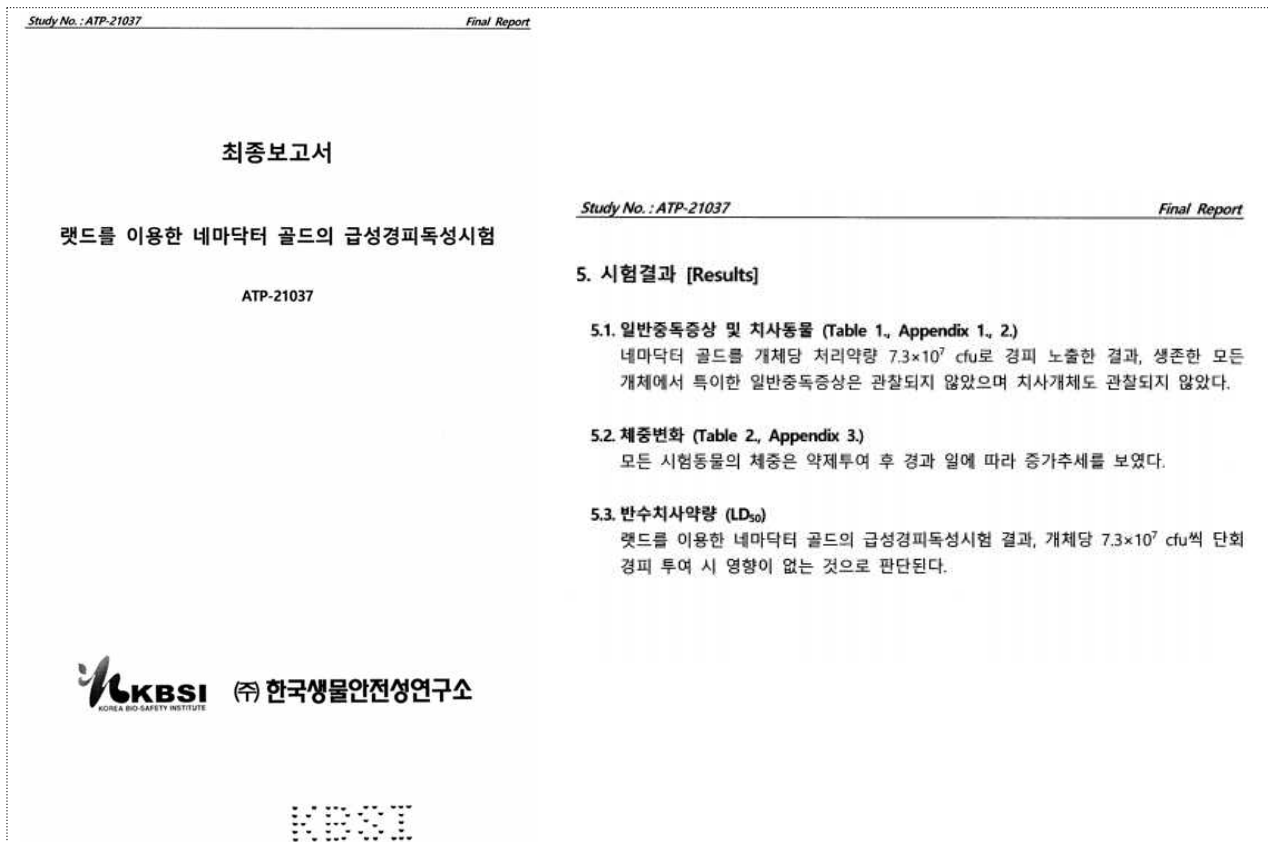 Study No. : ATP-21037
Final Report
최종보고서
랫드를 이용한 네마닥터 골드의 급성경피독성시험
ATP-21037
KBSI
KOREA BIO-SAFETY INSTITUTE
㈜ 한국생물안전성연구소
KBSI
Study No. : ATP-21037
Final Report
5. 시험결과 [Results]
5.1. 일반중독증상 및 치사동물 (Table 1., Appendix 1., 2.)
네마닥터 골드를 개체당 처리약량 7.3×10⁷ cfu로 경피 노출한 결과, 생존한 모든
개체에서 특이한 일반중독증상은 관찰되지 않았으며 치사개체도 관찰되지 않았다.
5.2. 체중변화 (Table 2., Appendix 3.)
모든 시험동물의 체중은 약제투여 후 경과 일에 따라 증가추세를 보였다.
5.3. 반수치사약량 (LD₅₀)
랫드를 이용한 네마닥터 골드의 급성경피독성시험 결과, 개체당 7.3×10⁷ cfu씩 단회
경피 투여 시 영향이 없는 것으로 판단된다.